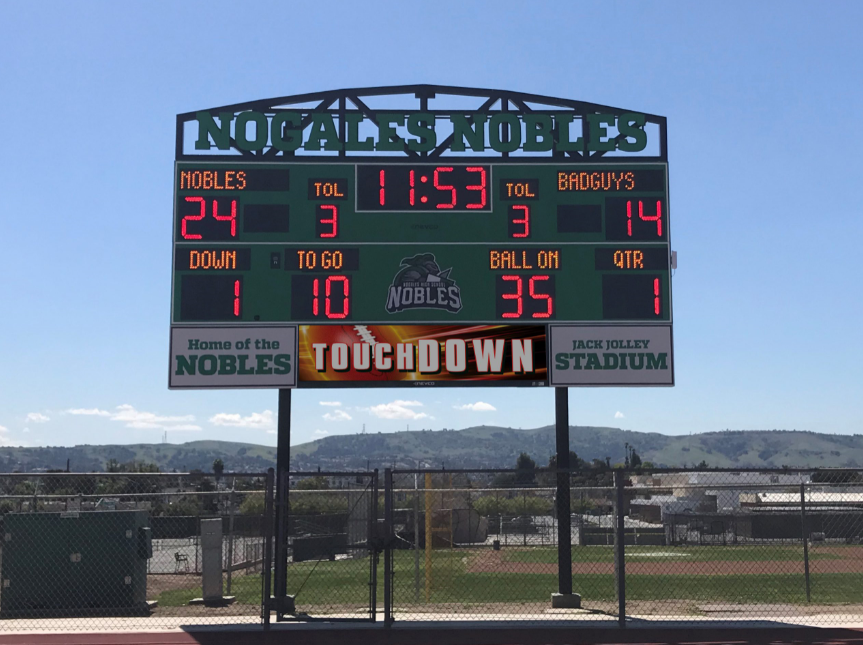 NOGALES NOBLES
NOBLES TOL 11:53 TOL BADGUYS
24 3 3 14
DOWN TO GO BALL ON QTR
1 10 NOBLES 35 1
Home of the
NOBLES
TOUCHDOWN
JACK JOLLEY
STADIUM